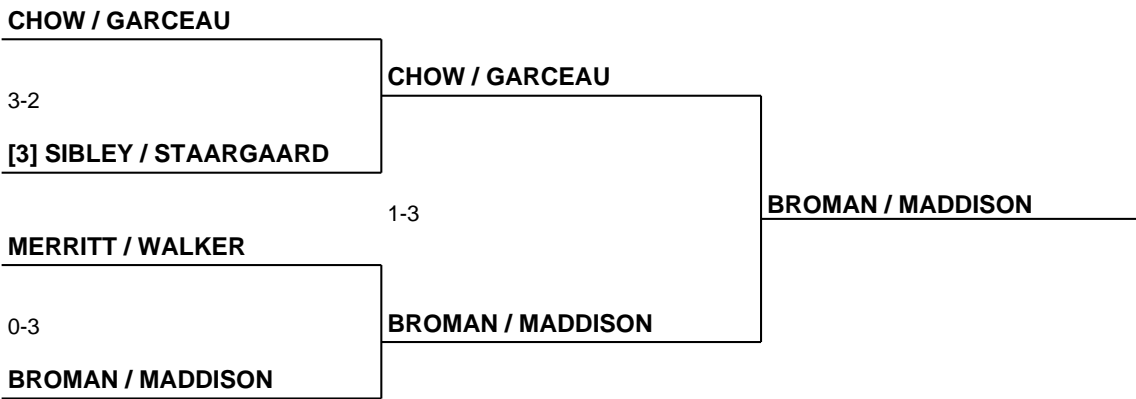 CHOW / GARCEAU
CHOW / GARCEAU
3-2
[3] SIBLEY / STAARGAARD
1-3
BROMAN / MADDISON
MERRITT / WALKER
0-3
BROMAN / MADDISON
BROMAN / MADDISON